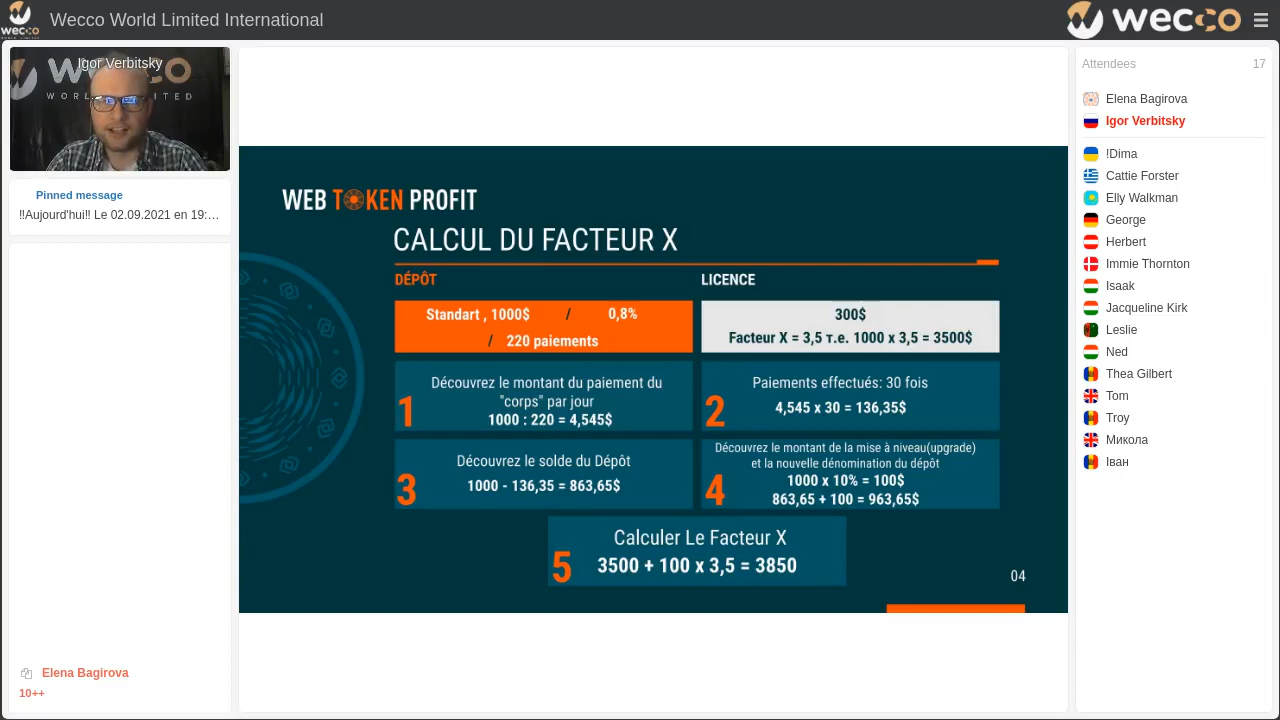 wecco
Wecco World Limited International
wecco
Igor Verbitsky
Pinned message
!!Aujourd'hui!! Le 02.09.2021 en 19:…
Elena Bagirova
10++
WEB TOKEN PROFIT
CALCUL DU FACTEUR X
DÉPÔT
LICENCE
Standart , 1000$ / 0,8%
/ 220 paiements
300$
Facteur X = 3,5 т.е. 1000 x 3,5 = 3500$
1
Découvrez le montant du paiement du
"corps" par jour
1000 : 220 = 4,545$
2
Paiements effectués: 30 fois
4,545 x 30 = 136,35$
3
Découvrez le solde du Dépôt
1000 - 136,35 = 863,65$
4
Découvrez le montant de la mise à niveau(upgrade)
et la nouvelle dénomination du dépôt
1000 x 10% = 100$
863,65 + 100 = 963,65$
5
Calculer Le Facteur X
3500 + 100 x 3,5 = 3850
04
Attendees 17
Elena Bagirova
Igor Verbitsky
!Dima
Cattie Forster
Elly Walkman
George
Herbert
Immie Thornton
Isaak
Jacqueline Kirk
Leslie
Ned
Thea Gilbert
Tom
Troy
Микола
Іван